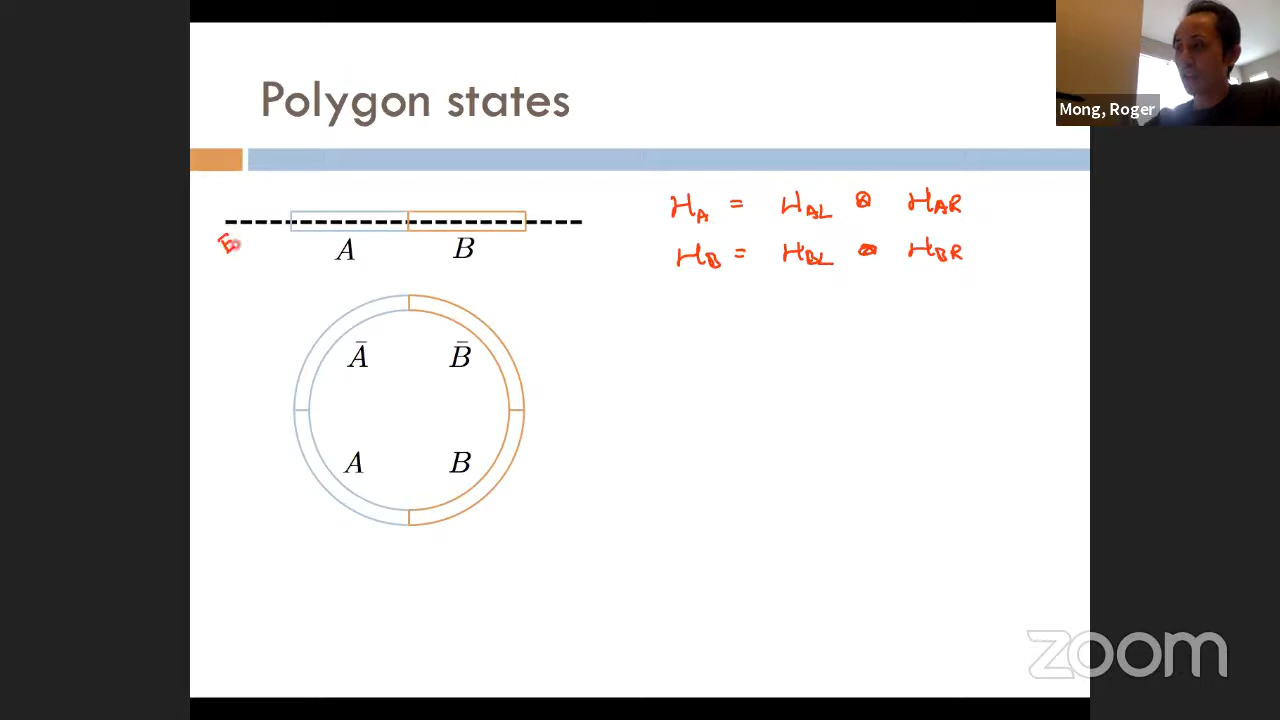 Polygon states
Mong, Roger
H_A = H_AL ⊗ H_AR
H_B = H_BL ⊗ H_BR
A B
Ā B̄
A B
zoom